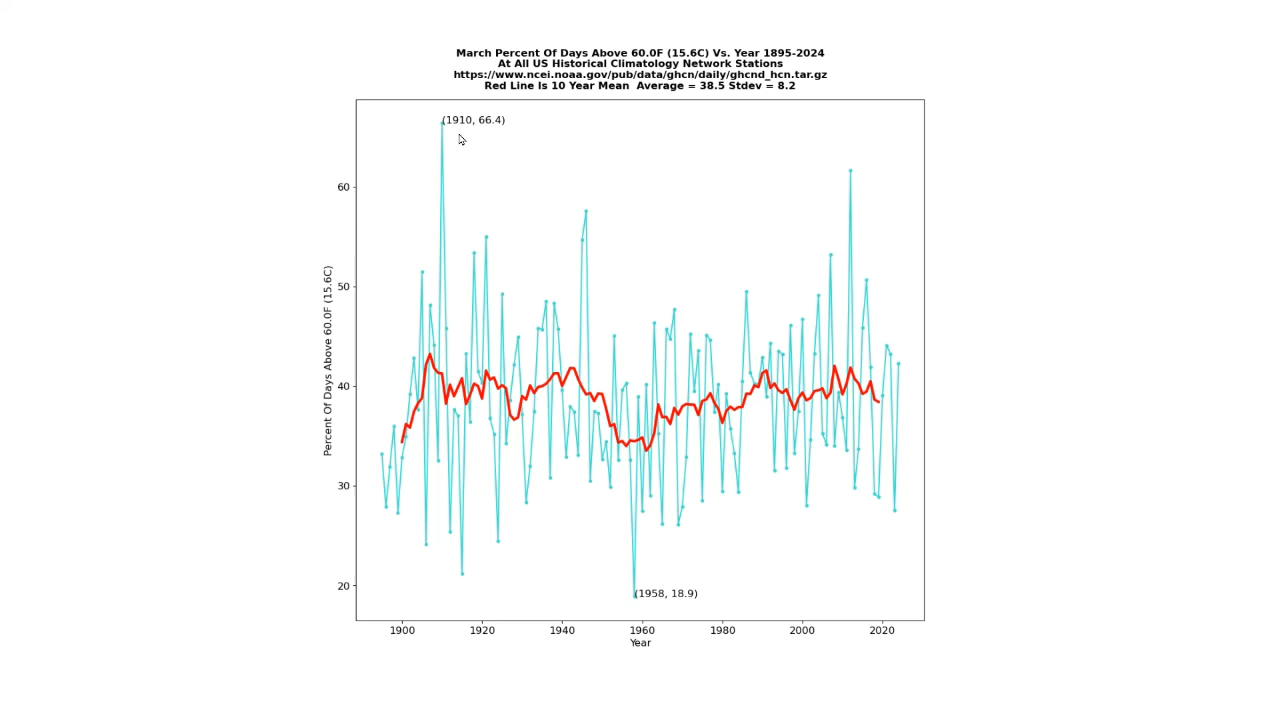 March Percent Of Days Above 60.0F (15.6C) Vs. Year 1895-2024
At All US Historical Climatology Network Stations
https://www.ncei.noaa.gov/pub/data/ghcn/daily/ghcnd_hcn.tar.gz
Red Line Is 10 Year Mean  Average = 38.5 Stdev = 8.2
(1910, 66.4)
60
50
40
30
20
Percent Of Days Above 60.0F (15.6C)
(1958, 18.9)
1900 1920 1940 1960 1980 2000 2020
Year